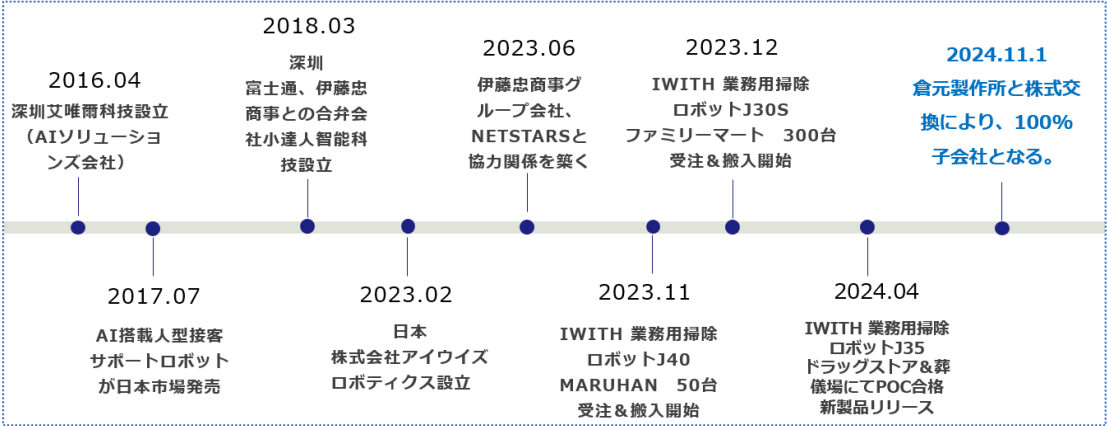 2016.04
深圳艾唯爾科技設立
（AIソリューショ
ンズ会社）
2017.07
AI搭載人型接客
サポートロボット
が日本市場発売
2018.03
深圳
富士通、伊藤忠
商事との合弁会
社小達人智能科
技設立
2023.02
日本
株式会社アイウイズ
ロボティクス設立
2023.06
伊藤忠商事グ
ループ会社、
NETSTARSと
協力関係を築く
2023.11
IWITH 業務用掃除
ロボットJ40
MARUHAN　50台
受注＆搬入開始
2023.12
IWITH 業務用掃除
ロボットJ30S
ファミリーマート　300台
受注＆搬入開始
2024.04
IWITH 業務用掃除
ロボットJ35
ドラッグストア＆葬
儀場にてPOC合格
新製品リリース
2024.11.1
倉元製作所と株式交
換により、100%
子会社となる。